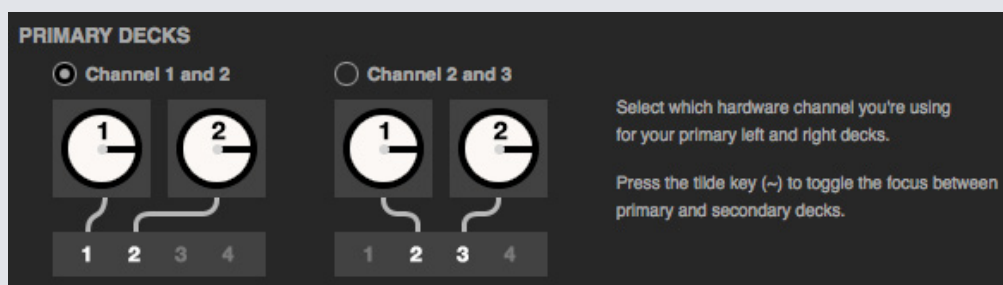 PRIMARY DECKS
Channel 1 and 2
Channel 2 and 3
1 2
1 2
Select which hardware channel you're using
for your primary left and right decks.
Press the tilde key (~) to toggle the focus between
primary and secondary decks.
1 2 3 4
1 2 3 4